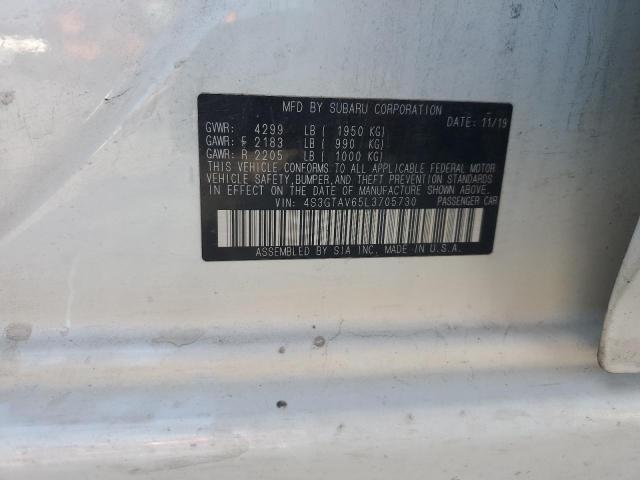 MFD BY SUBARU CORPORATION
DATE: 11/19
GVWR: 4299 LB ( 1950 KG)
GAWR: F 2183 LB ( 990 KG)
GAWR: R 2205 LB ( 1000 KG)
THIS VEHICLE CONFORMS TO ALL APPLICABLE FEDERAL MOTOR
VEHICLE SAFETY, BUMPER, AND THEFT PREVENTION STANDARDS
IN EFFECT ON THE DATE OF MANUFACTURE SHOWN ABOVE.
VIN: 4S3GTAV65L3705730 PASSENGER CAR
ASSEMBLED BY SIA INC. MADE IN U.S.A.